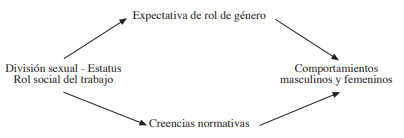 Expectativa de rol de género
División sexual - Estatus
Rol social del trabajo
Comportamientos
masculinos y femeninos
Creencias normativas